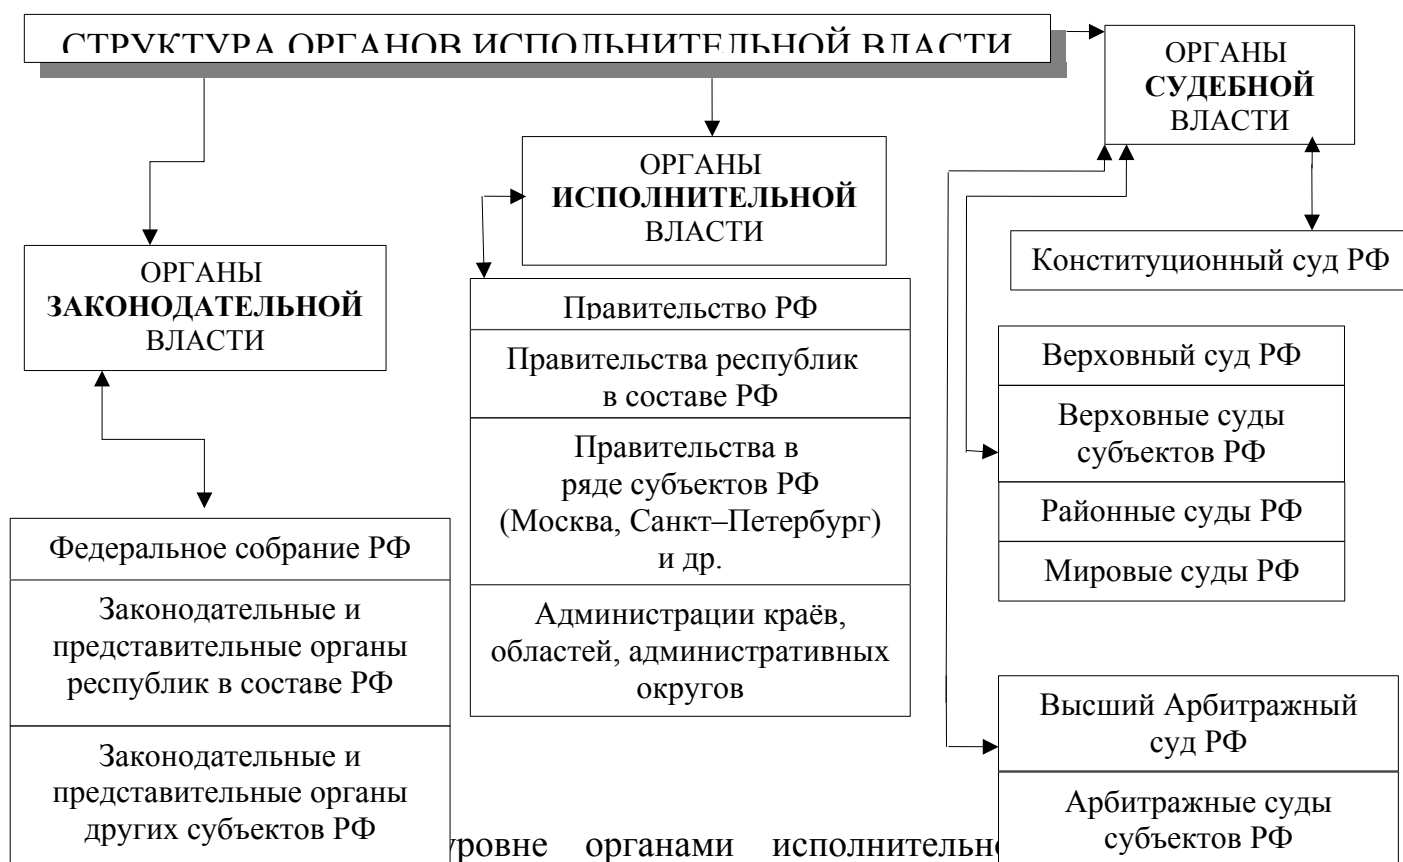 СТРУКТУРА ОРГАНОВ ИСПОЛЬНИТЕЛЬНОЙ ВЛАСТИ
ОРГАНЫ
СУДЕБНОЙ
ВЛАСТИ
ОРГАНЫ
ИСПОЛНИТЕЛЬНОЙ
ВЛАСТИ
ОРГАНЫ
ЗАКОНОДАТЕЛЬНОЙ
ВЛАСТИ
Конституционный суд РФ
Правительство РФ
Правительства республик
в составе РФ
Правительства в
ряде субъектов РФ
(Москва, Санкт–Петербург)
и др.
Администрации краёв,
областей, административных
округов
Верховный суд РФ
Верховные суды
субъектов РФ
Районные суды РФ
Мировые суды РФ
Федеральное собрание РФ
Законодательные и
представительные органы
республик в составе РФ
Законодательные и
представительные органы
других субъектов РФ
Высший Арбитражный
суд РФ
Арбитражные суды
субъектов РФ
уровне органами исполнительно